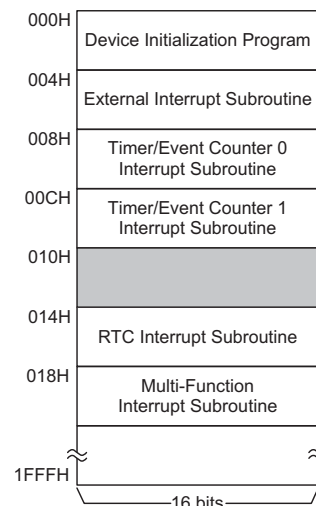 000H
Device Initialization Program
004H
External Interrupt Subroutine
008H
Timer/Event Counter 0
Interrupt Subroutine
00CH
Timer/Event Counter 1
Interrupt Subroutine
010H
014H
RTC Interrupt Subroutine
018H
Multi-Function
Interrupt Subroutine
1FFFH
16 bits